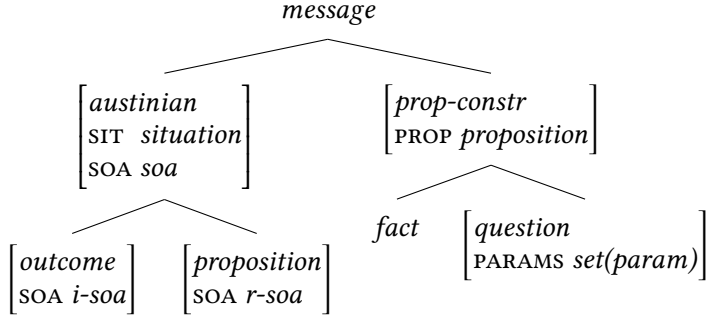 message
austinian
SIT situation
SOA soa
prop-constr
PROP proposition
fact
outcome
SOA i-soa
proposition
SOA r-soa
question
PARAMS set(param)